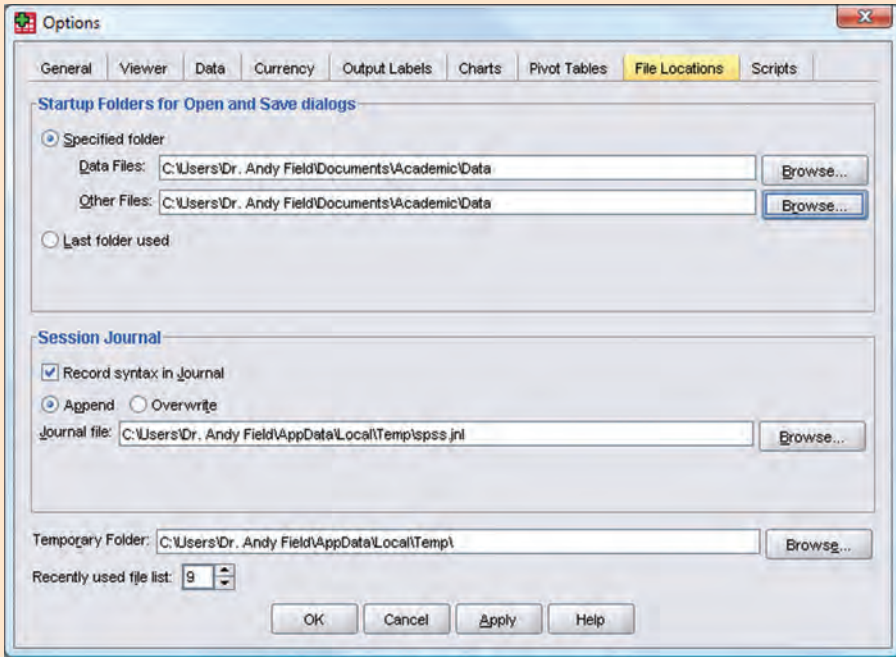 Options
General Viewer Data Currency Output Labels Charts Pivot Tables File Locations Scripts
Startup Folders for Open and Save dialogs
Specified folder
Data Files: C:\Users\Dr. Andy Field\Documents\Academic\Data Browse...
Other Files: C:\Users\Dr. Andy Field\Documents\Academic\Data Browse...
Last folder used
Session Journal
Record syntax in Journal
Append Overwrite
Journal file: C:\Users\Dr. Andy Field\AppData\Local\Temp\spss.jnl Browse...
Temporary Folder: C:\Users\Dr. Andy Field\AppData\Local\Temp\ Browse...
Recently used file list: 9
OK Cancel Apply Help